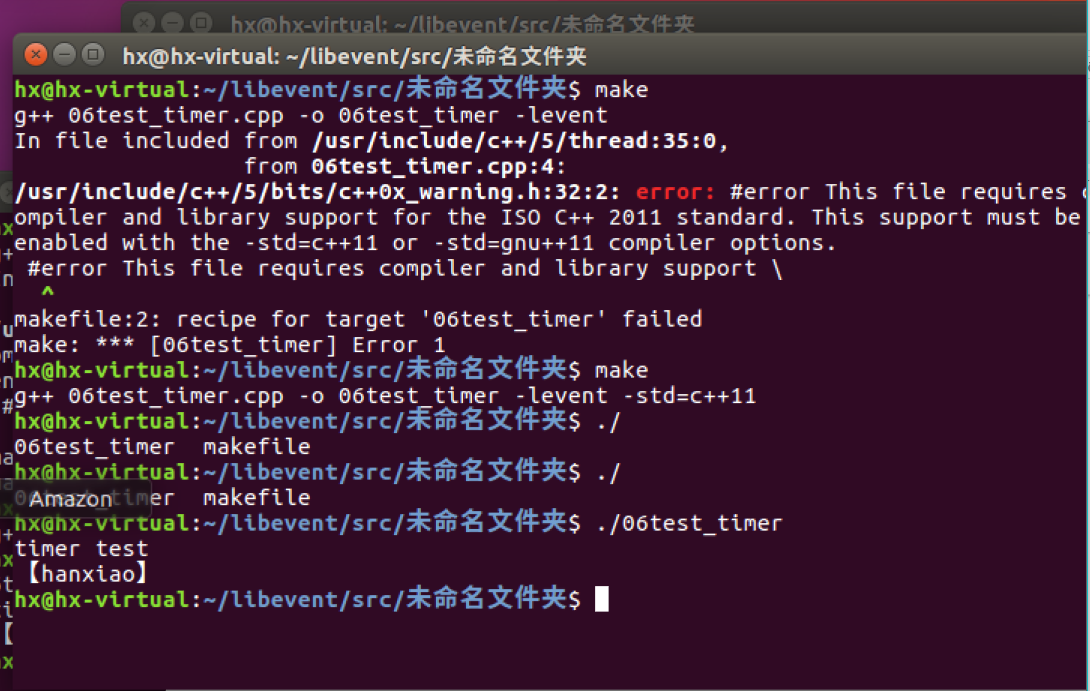 hx@hx-virtual: ~/libevent/src/未命名文件夹
hx@hx-virtual: ~/libevent/src/未命名文件夹
hx@hx-virtual:~/libevent/src/未命名文件夹$ make
g++ 06test_timer.cpp -o 06test_timer -levent
In file included from /usr/include/c++/5/thread:35:0,
from 06test_timer.cpp:4:
/usr/include/c++/5/bits/c++0x_warning.h:32:2: error: #error This file requires c
ompiler and library support for the ISO C++ 2011 standard. This support must be
enabled with the -std=c++11 or -std=gnu++11 compiler options.
#error This file requires compiler and library support \
^
makefile:2: recipe for target '06test_timer' failed
make: *** [06test_timer] Error 1
hx@hx-virtual:~/libevent/src/未命名文件夹$ make
g++ 06test_timer.cpp -o 06test_timer -levent -std=c++11
hx@hx-virtual:~/libevent/src/未命名文件夹$ ./
06test_timer  makefile
hx@hx-virtual:~/libevent/src/未命名文件夹$ ./
06test_timer  makefile
Amazon
hx@hx-virtual:~/libevent/src/未命名文件夹$ ./06test_timer
timer test
【hanxiao】
hx@hx-virtual:~/libevent/src/未命名文件夹$